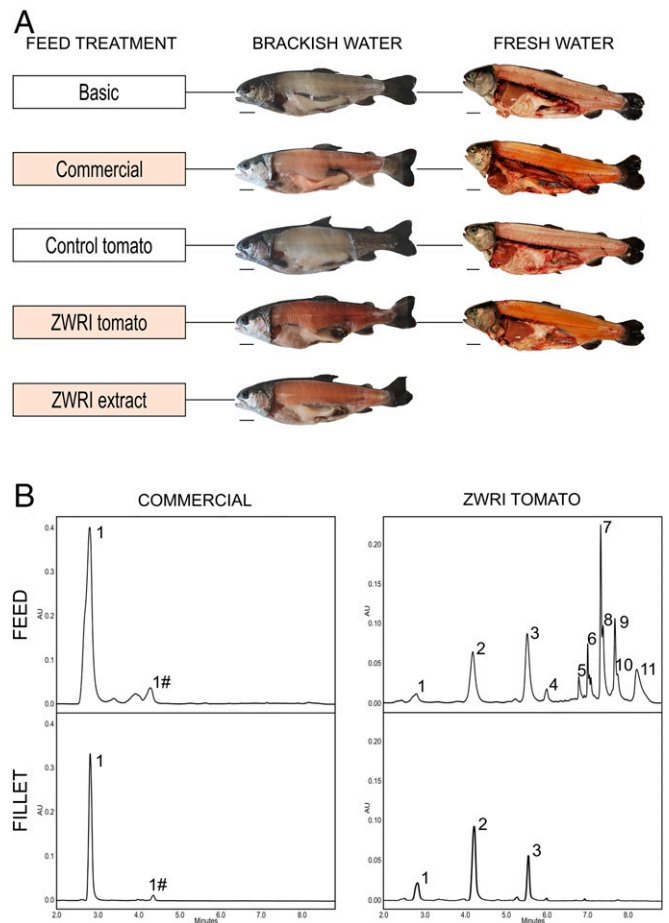 A
FEED TREATMENT BRACKISH WATER FRESH WATER
Basic
Commercial
Control tomato
ZWRI tomato
ZWRI extract
B
COMMERCIAL ZWRI TOMATO
FEED
AU
0.4
0.3
0.2
0.1
0.0
1
1#
AU
0.20
0.15
0.10
0.05
0.00
1
2
3
4
5
6
7
8
9
10
11
FILLET
AU
0.3
0.2
0.1
0.0
1
1#
2.0 3.0 4.0 5.0 6.0 7.0 8.0
Minutes
AU
0.20
0.15
0.10
0.05
0.00
1
2
3
2.0 3.0 4.0 5.0 6.0 7.0 8.0
Minutes